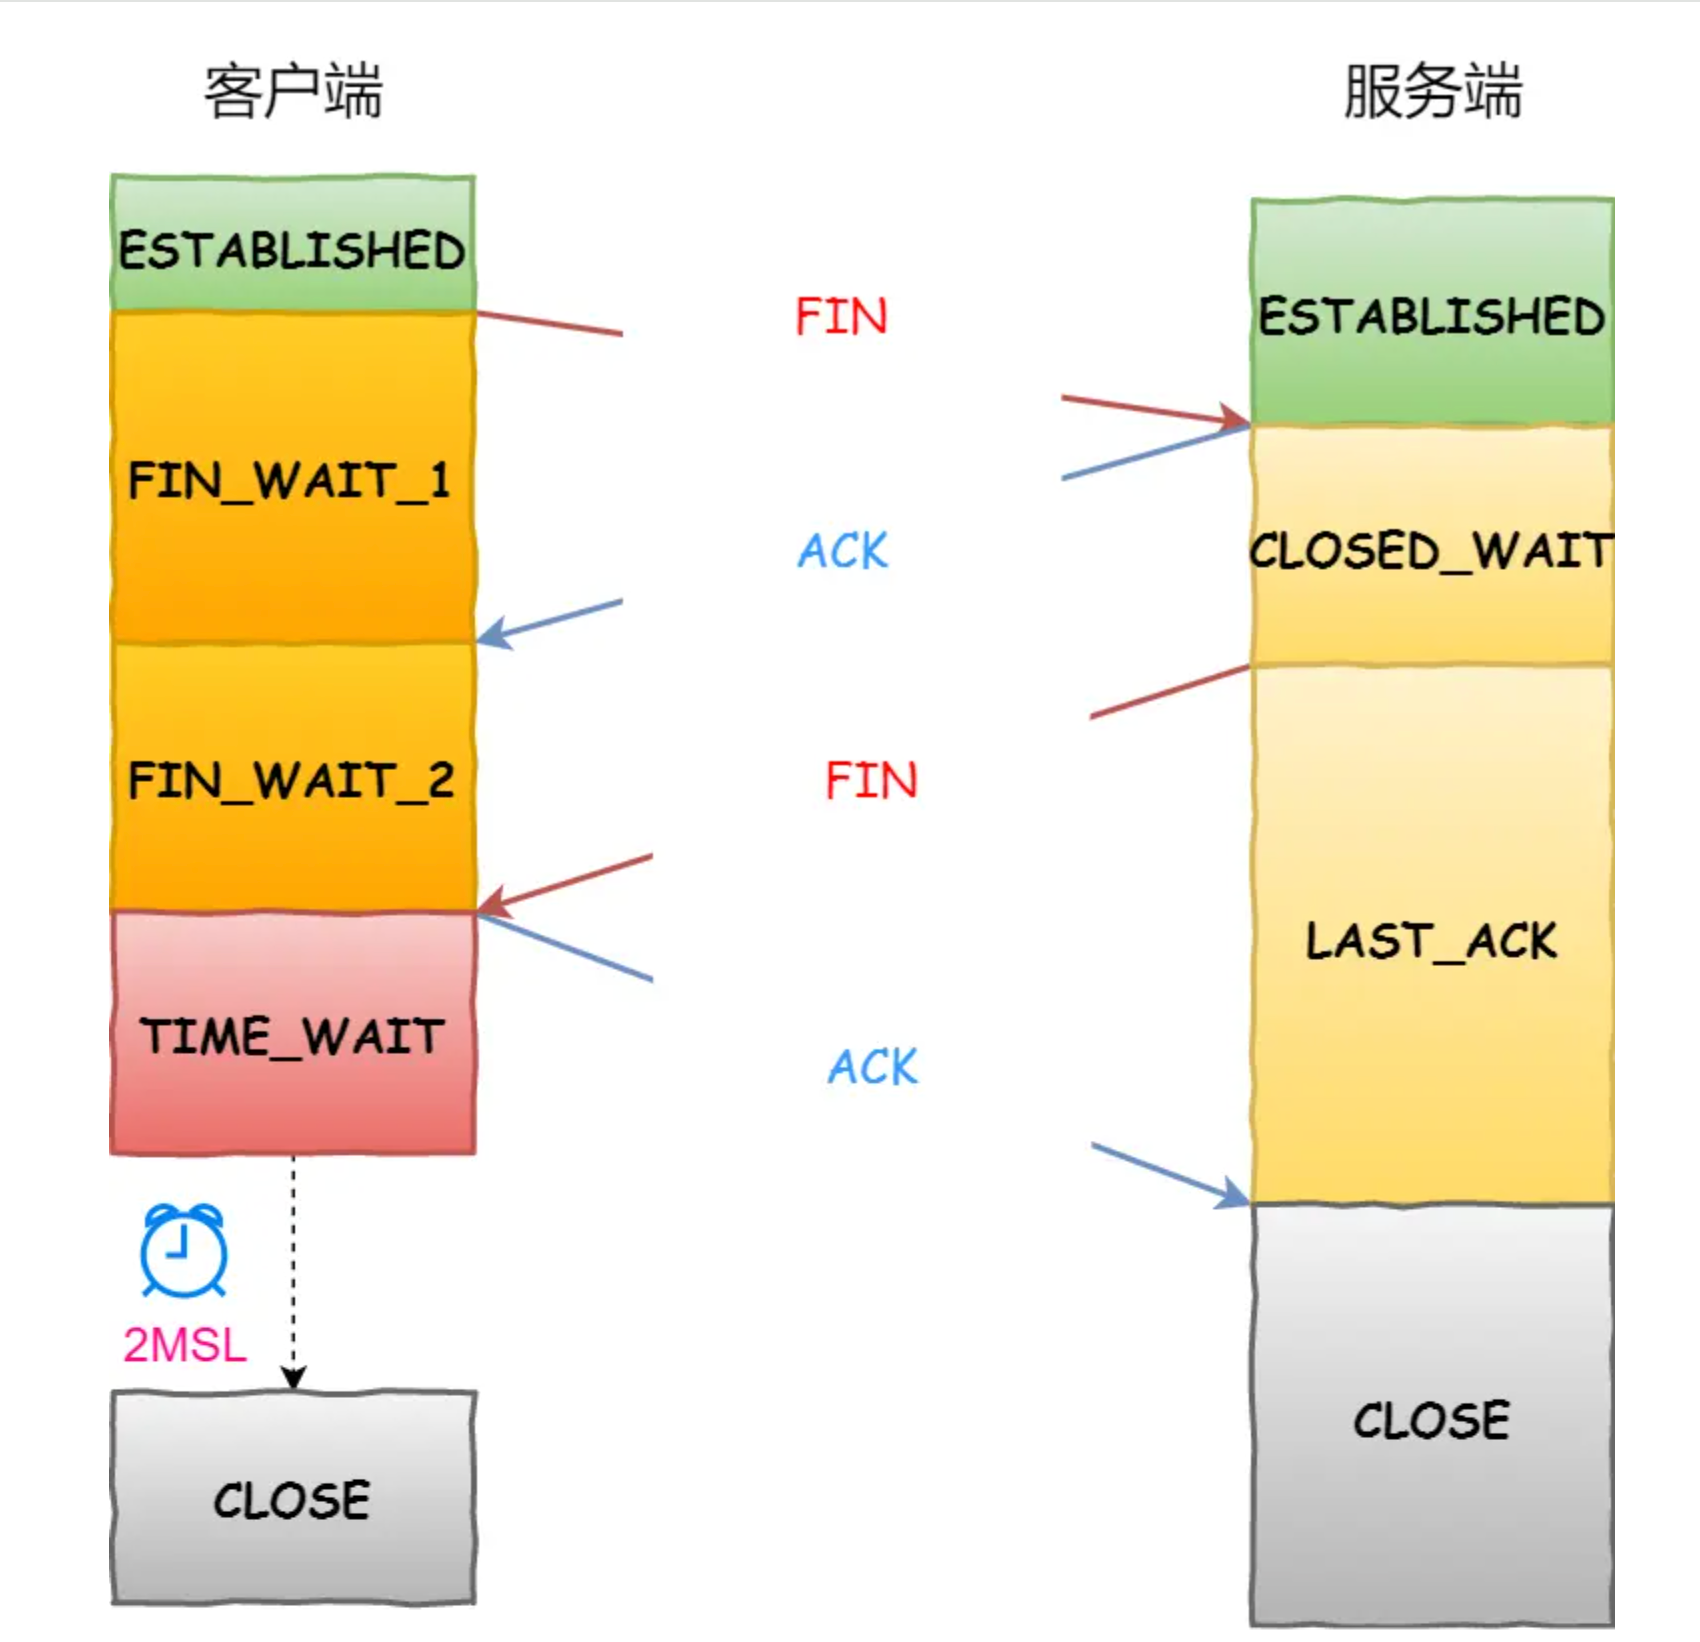 客户端
服务端
ESTABLISHED
ESTABLISHED
FIN
FIN_WAIT_1
ACK
CLOSED_WAIT
FIN_WAIT_2
FIN
LAST_ACK
TIME_WAIT
ACK
2MSL
CLOSE
CLOSE